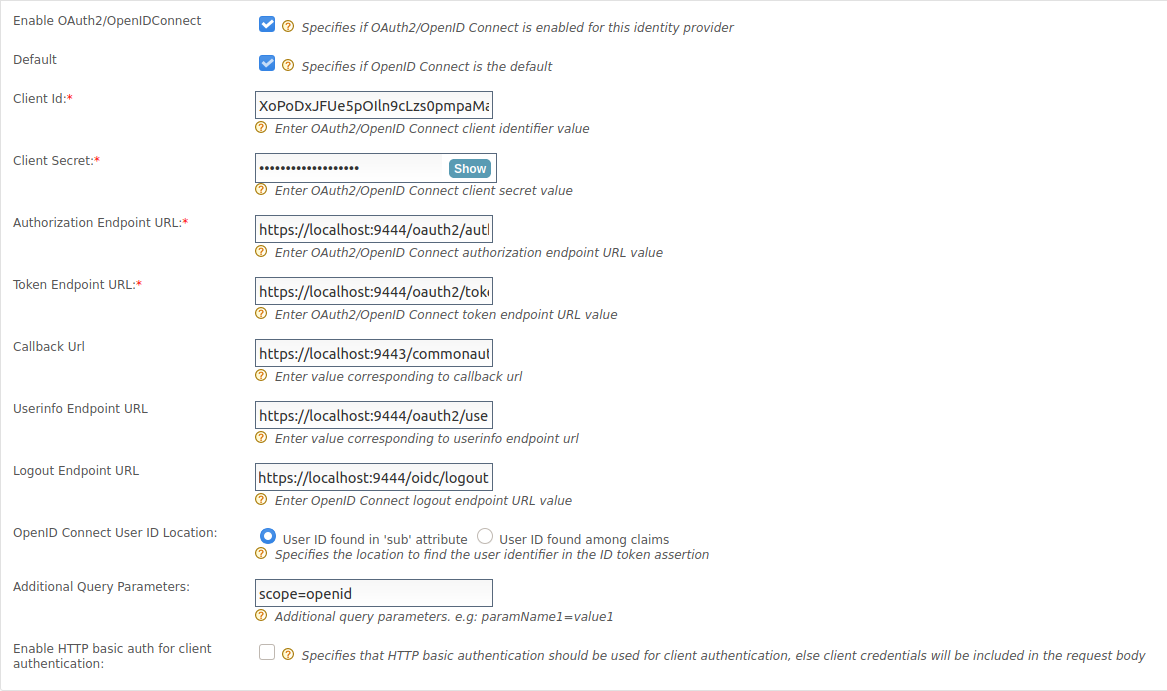 Enable OAuth2/OpenIDConnect
Specifies if OAuth2/OpenID Connect is enabled for this identity provider
Default
Specifies if OpenID Connect is the default
Client Id:*
XoPoDxJFUe5pOIln9cLzs0pmpaMa
Enter OAuth2/OpenID Connect client identifier value
Client Secret:*
•••••••••••••••••••
Show
Enter OAuth2/OpenID Connect client secret value
Authorization Endpoint URL:*
https://localhost:9444/oauth2/aut
Enter OAuth2/OpenID Connect authorization endpoint URL value
Token Endpoint URL:*
https://localhost:9444/oauth2/tok
Enter OAuth2/OpenID Connect token endpoint URL value
Callback Url
https://localhost:9443/commonaut
Enter value corresponding to callback url
Userinfo Endpoint URL
https://localhost:9444/oauth2/use
Enter value corresponding to userinfo endpoint url
Logout Endpoint URL
https://localhost:9444/oidc/logout
Enter OpenID Connect logout endpoint URL value
OpenID Connect User ID Location:
User ID found in 'sub' attribute User ID found among claims
Specifies the location to find the user identifier in the ID token assertion
Additional Query Parameters:
scope=openid
Additional query parameters. e.g: paramName1=value1
Enable HTTP basic auth for client
authentication:
Specifies that HTTP basic authentication should be used for client authentication, else client credentials will be included in the request body